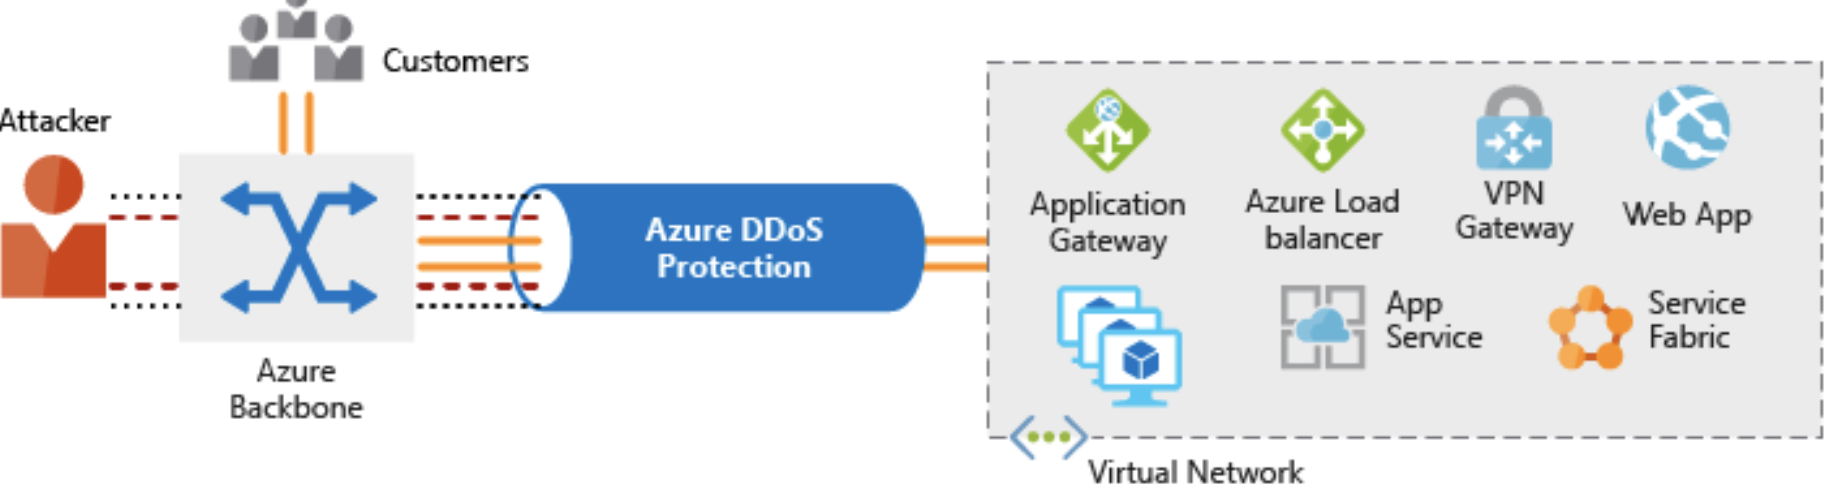 Customers
Attacker
Azure
Backbone
Azure DDoS
Protection
Application
Gateway
Azure Load
balancer
VPN
Gateway
Web App
App
Service
Service
Fabric
Virtual Network